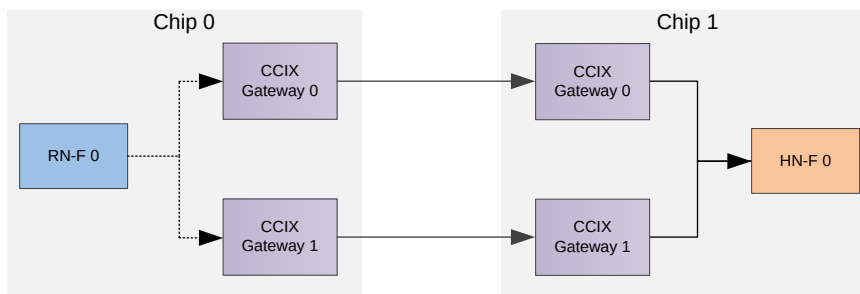 Chip 0
Chip 1
CCIX
Gateway 0
CCIX
Gateway 0
RN-F 0
HN-F 0
CCIX
Gateway 1
CCIX
Gateway 1